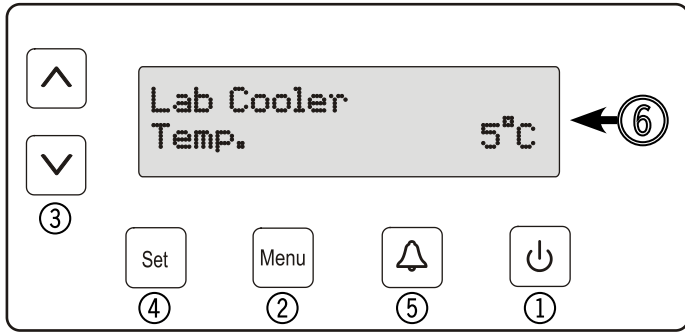 Lab Cooler
Temp. 5°C
⑥
③
Set
Menu
④
②
⑤
①